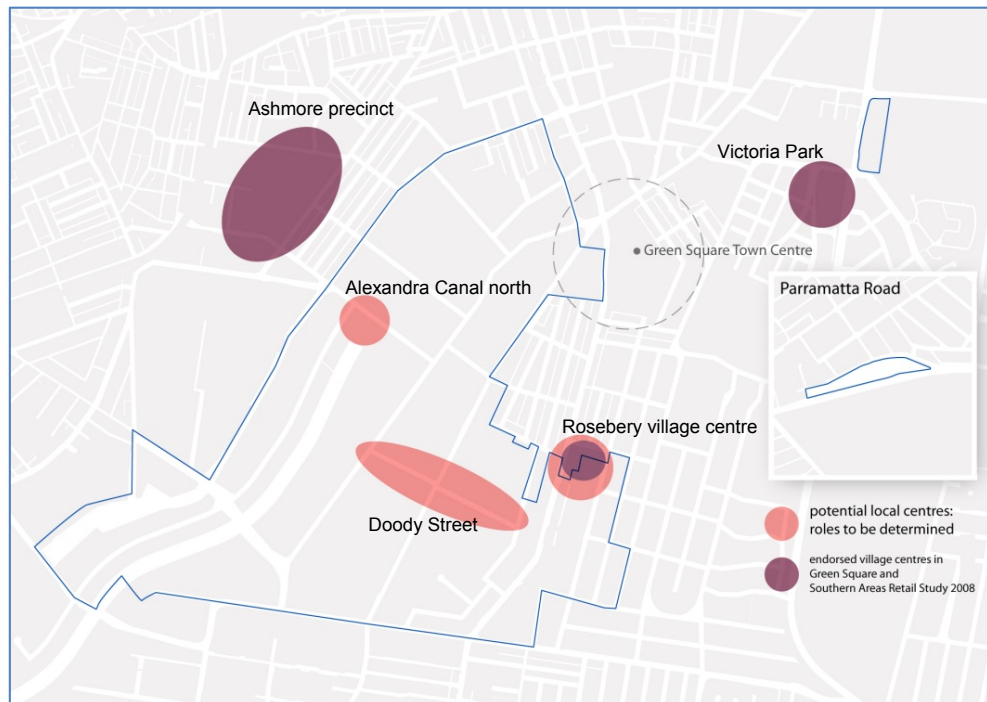 Ashmore precinct
Victoria Park
Green Square Town Centre
Alexandra Canal north
Parramatta Road
Rosebery village centre
Doody Street
potential local centres:
roles to be determined
endorsed village centres in
Green Square and
Southern Areas Retail Study 2008